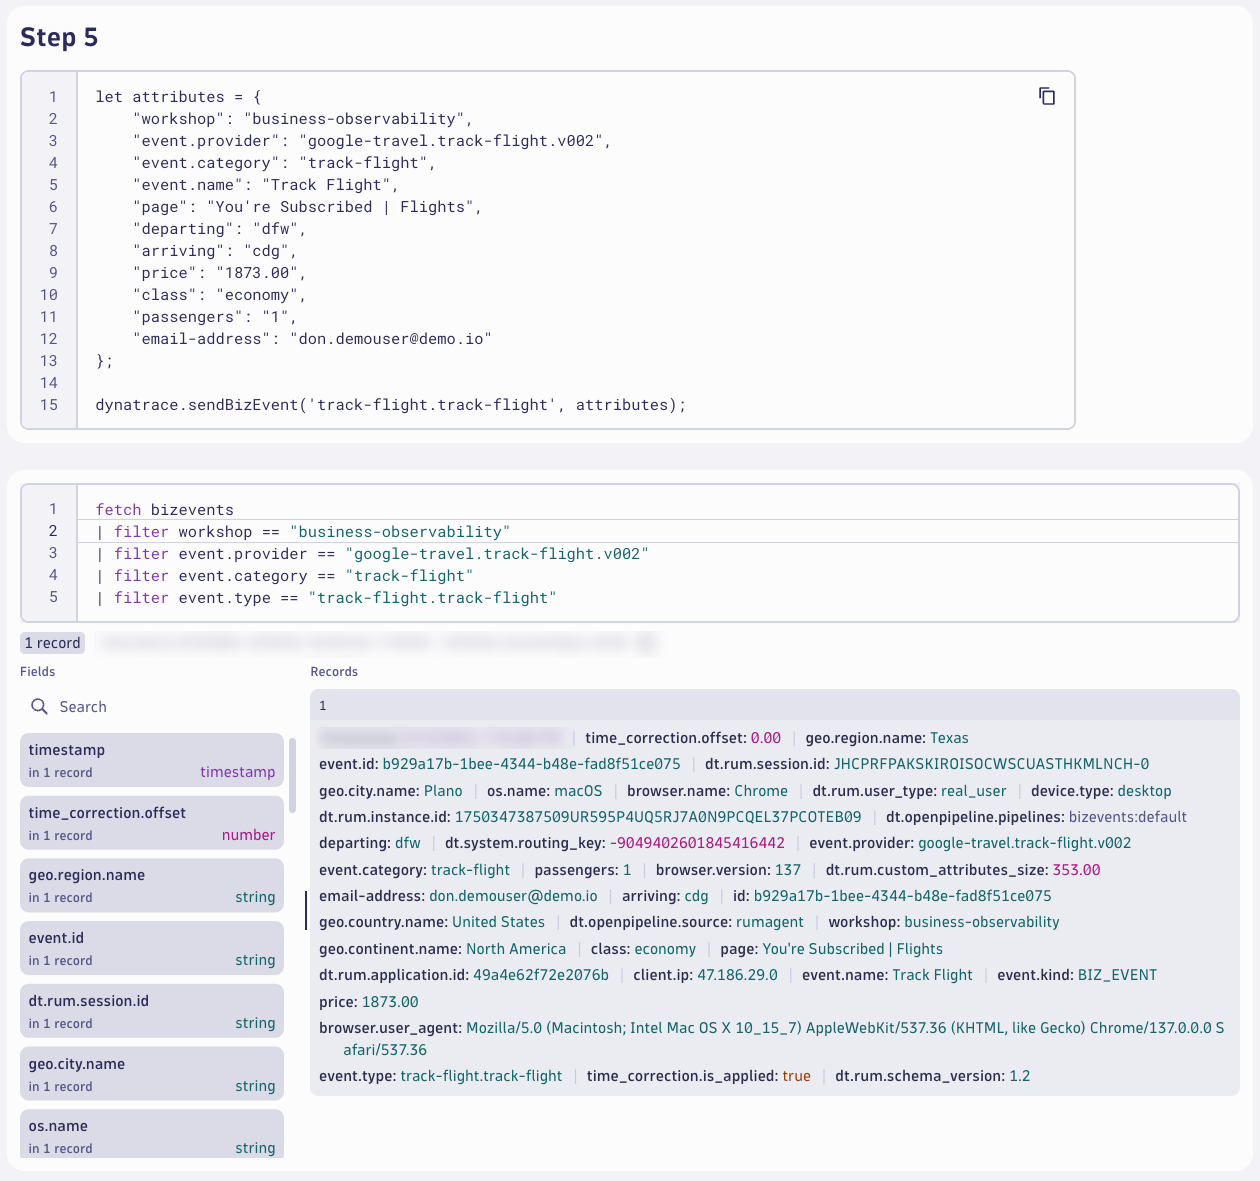 Step 5
1 let attributes = {
2 "workshop": "business-observability",
3 "event.provider": "google-travel.track-flight.v002",
4 "event.category": "track-flight",
5 "event.name": "Track Flight",
6 "page": "You're Subscribed | Flights",
7 "departing": "dfw",
8 "arriving": "cdg",
9 "price": "1873.00",
10 "class": "economy",
11 "passengers": "1",
12 "email-address": "don.demouser@demo.io"
13 };
14
15 dynatrace.sendBizEvent('track-flight.track-flight', attributes);
1 fetch bizevents
2 | filter workshop == "business-observability"
3 | filter event.provider == "google-travel.track-flight.v002"
4 | filter event.category == "track-flight"
5 | filter event.type == "track-flight.track-flight"
1 record
Fields
Search
timestamp
in 1 record timestamp
time_correction.offset
in 1 record number
geo.region.name
in 1 record string
event.id
in 1 record string
dt.rum.session.id
in 1 record string
geo.city.name
in 1 record string
os.name
in 1 record string
Records
1
time_correction.offset: 0.00 | geo.region.name: Texas
event.id: b929a17b-1bee-4344-b48e-fad8f51ce075 | dt.rum.session.id: JHCPRFPAKSKIROISOCWSCUASTHKMLNCH-0
geo.city.name: Plano | os.name: macOS | browser.name: Chrome | dt.rum.user_type: real_user | device.type: desktop
dt.rum.instance.id: 1750347387509UR595P4UQ5RJ7A0N9PCQEL37PCOTEB09 | dt.openpipeline.pipelines: bizevents:default
departing: dfw | dt.system.routing_key: -9049402601845416442 | event.provider: google-travel.track-flight.v002
event.category: track-flight | passengers: 1 | browser.version: 137 | dt.rum.custom_attributes_size: 353.00
email-address: don.demouser@demo.io | arriving: cdg | id: b929a17b-1bee-4344-b48e-fad8f51ce075
geo.country.name: United States | dt.openpipeline.source: rumagent | workshop: business-observability
geo.continent.name: North America | class: economy | page: You're Subscribed | Flights
dt.rum.application.id: 49a4e62f72e2076b | client.ip: 47.186.29.0 | event.name: Track Flight | event.kind: BIZ_EVENT
price: 1873.00
browser.user_agent: Mozilla/5.0 (Macintosh; Intel Mac OS X 10_15_7) AppleWebKit/537.36 (KHTML, like Gecko) Chrome/137.0.0.0 S
afari/537.36
event.type: track-flight.track-flight | time_correction.is_applied: true | dt.rum.schema_version: 1.2